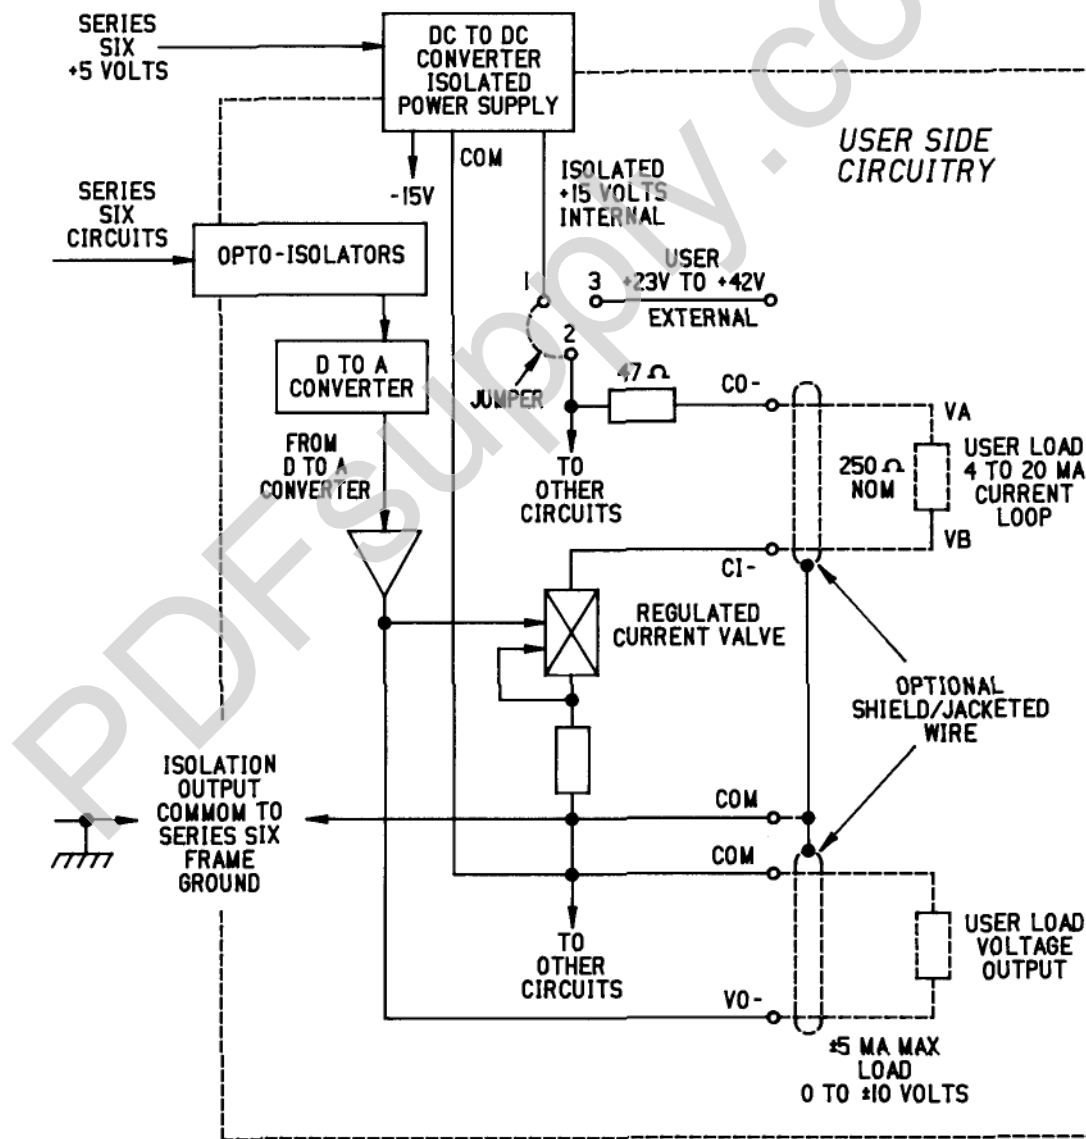 SERIES
SIX
+5 VOLTS
DC TO DC
CONVERTER
ISOLATED
POWER SUPPLY
USER SIDE
CIRCUITRY
COM
-15V
ISOLATED
+15 VOLTS
INTERNAL
SERIES
SIX
CIRCUITS
OPTO-ISOLATORS
1
3
USER
+23V TO +42V
EXTERNAL
2
JUMPER
D TO A
CONVERTER
47 Ω
CO-
VA
FROM
D TO A
CONVERTER
TO
OTHER
CIRCUITS
250 Ω
NOM
USER LOAD
4 TO 20 MA
CURRENT
LOOP
VB
CI-
REGULATED
CURRENT VALVE
OPTIONAL
SHIELD/JACKETED
WIRE
ISOLATION
OUTPUT
COMMOM TO
SERIES SIX
FRAME
GROUND
COM
COM
TO
OTHER
CIRCUITS
USER LOAD
VOLTAGE
OUTPUT
VO-
±5 MA MAX
LOAD
0 TO ±10 VOLTS
PDFsupply.co